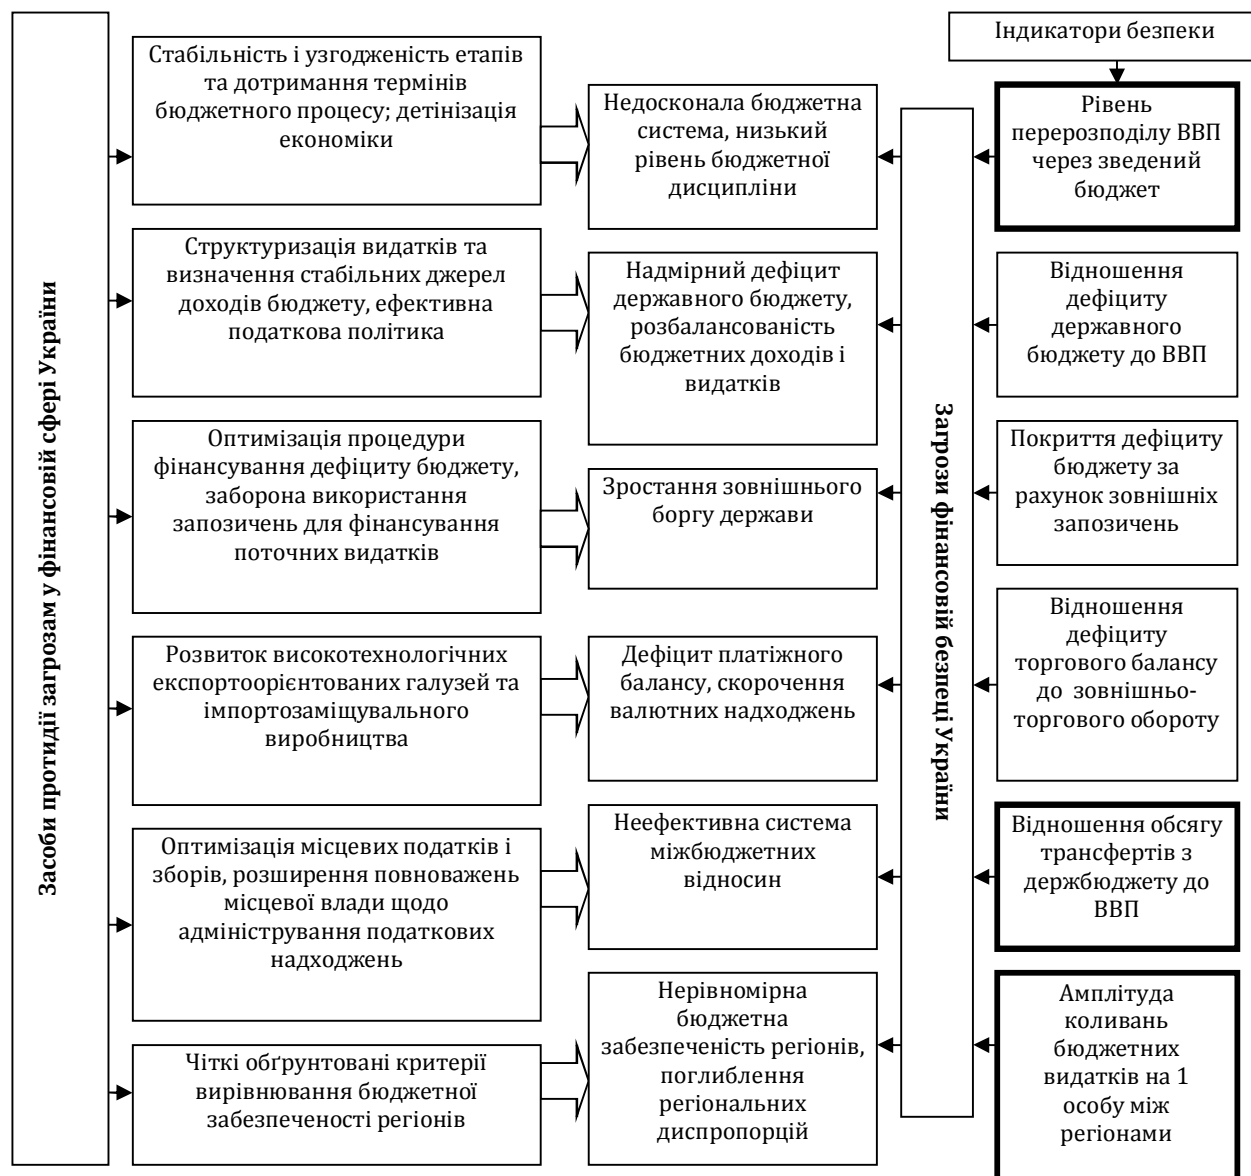 Засоби протидії загрозам у фінансовій сфері України
Стабільність і узгодженість етапів
та дотримання термінів
бюджетного процесу; детінізація
економіки
Структуризація видатків та
визначення стабільних джерел
доходів бюджету, ефективна
податкова політика
Оптимізація процедури
фінансування дефіциту бюджету,
заборона використання
запозичень для фінансування
поточних видатків
Розвиток високотехнологічних
експортоорієнтованих галузей та
імпортозаміщувального
виробництва
Оптимізація місцевих податків і
зборів, розширення повноважень
місцевої влади щодо
адміністрування податкових
надходжень
Чіткі обґрунтовані критерії
вирівнювання бюджетної
забезпеченості регіонів
Недосконала бюджетна
система, низький
рівень бюджетної
дисципліни
Надмірний дефіцит
державного бюджету,
розбалансованість
бюджетних доходів і
видатків
Зростання зовнішнього
боргу держави
Дефіцит платіжного
балансу, скорочення
валютних надходжень
Неефективна система
міжбюджетних
відносин
Нерівномірна
бюджетна
забезпеченість регіонів,
поглиблення
регіональних
диспропорцій
Загрози фінансовій безпеці України
Індикатори безпеки
Рівень
перерозподілу ВВП
через зведений
бюджет
Відношення
дефіциту
державного
бюджету до ВВП
Покриття дефіциту
бюджету за
рахунок зовнішніх
запозичень
Відношення
дефіциту
торгового балансу
до зовнішньо-
торгового обороту
Відношення обсягу
трансфертів з
держбюджету до
ВВП
Амплітуда
коливань
бюджетних
видатків на 1
особу між
регіонами